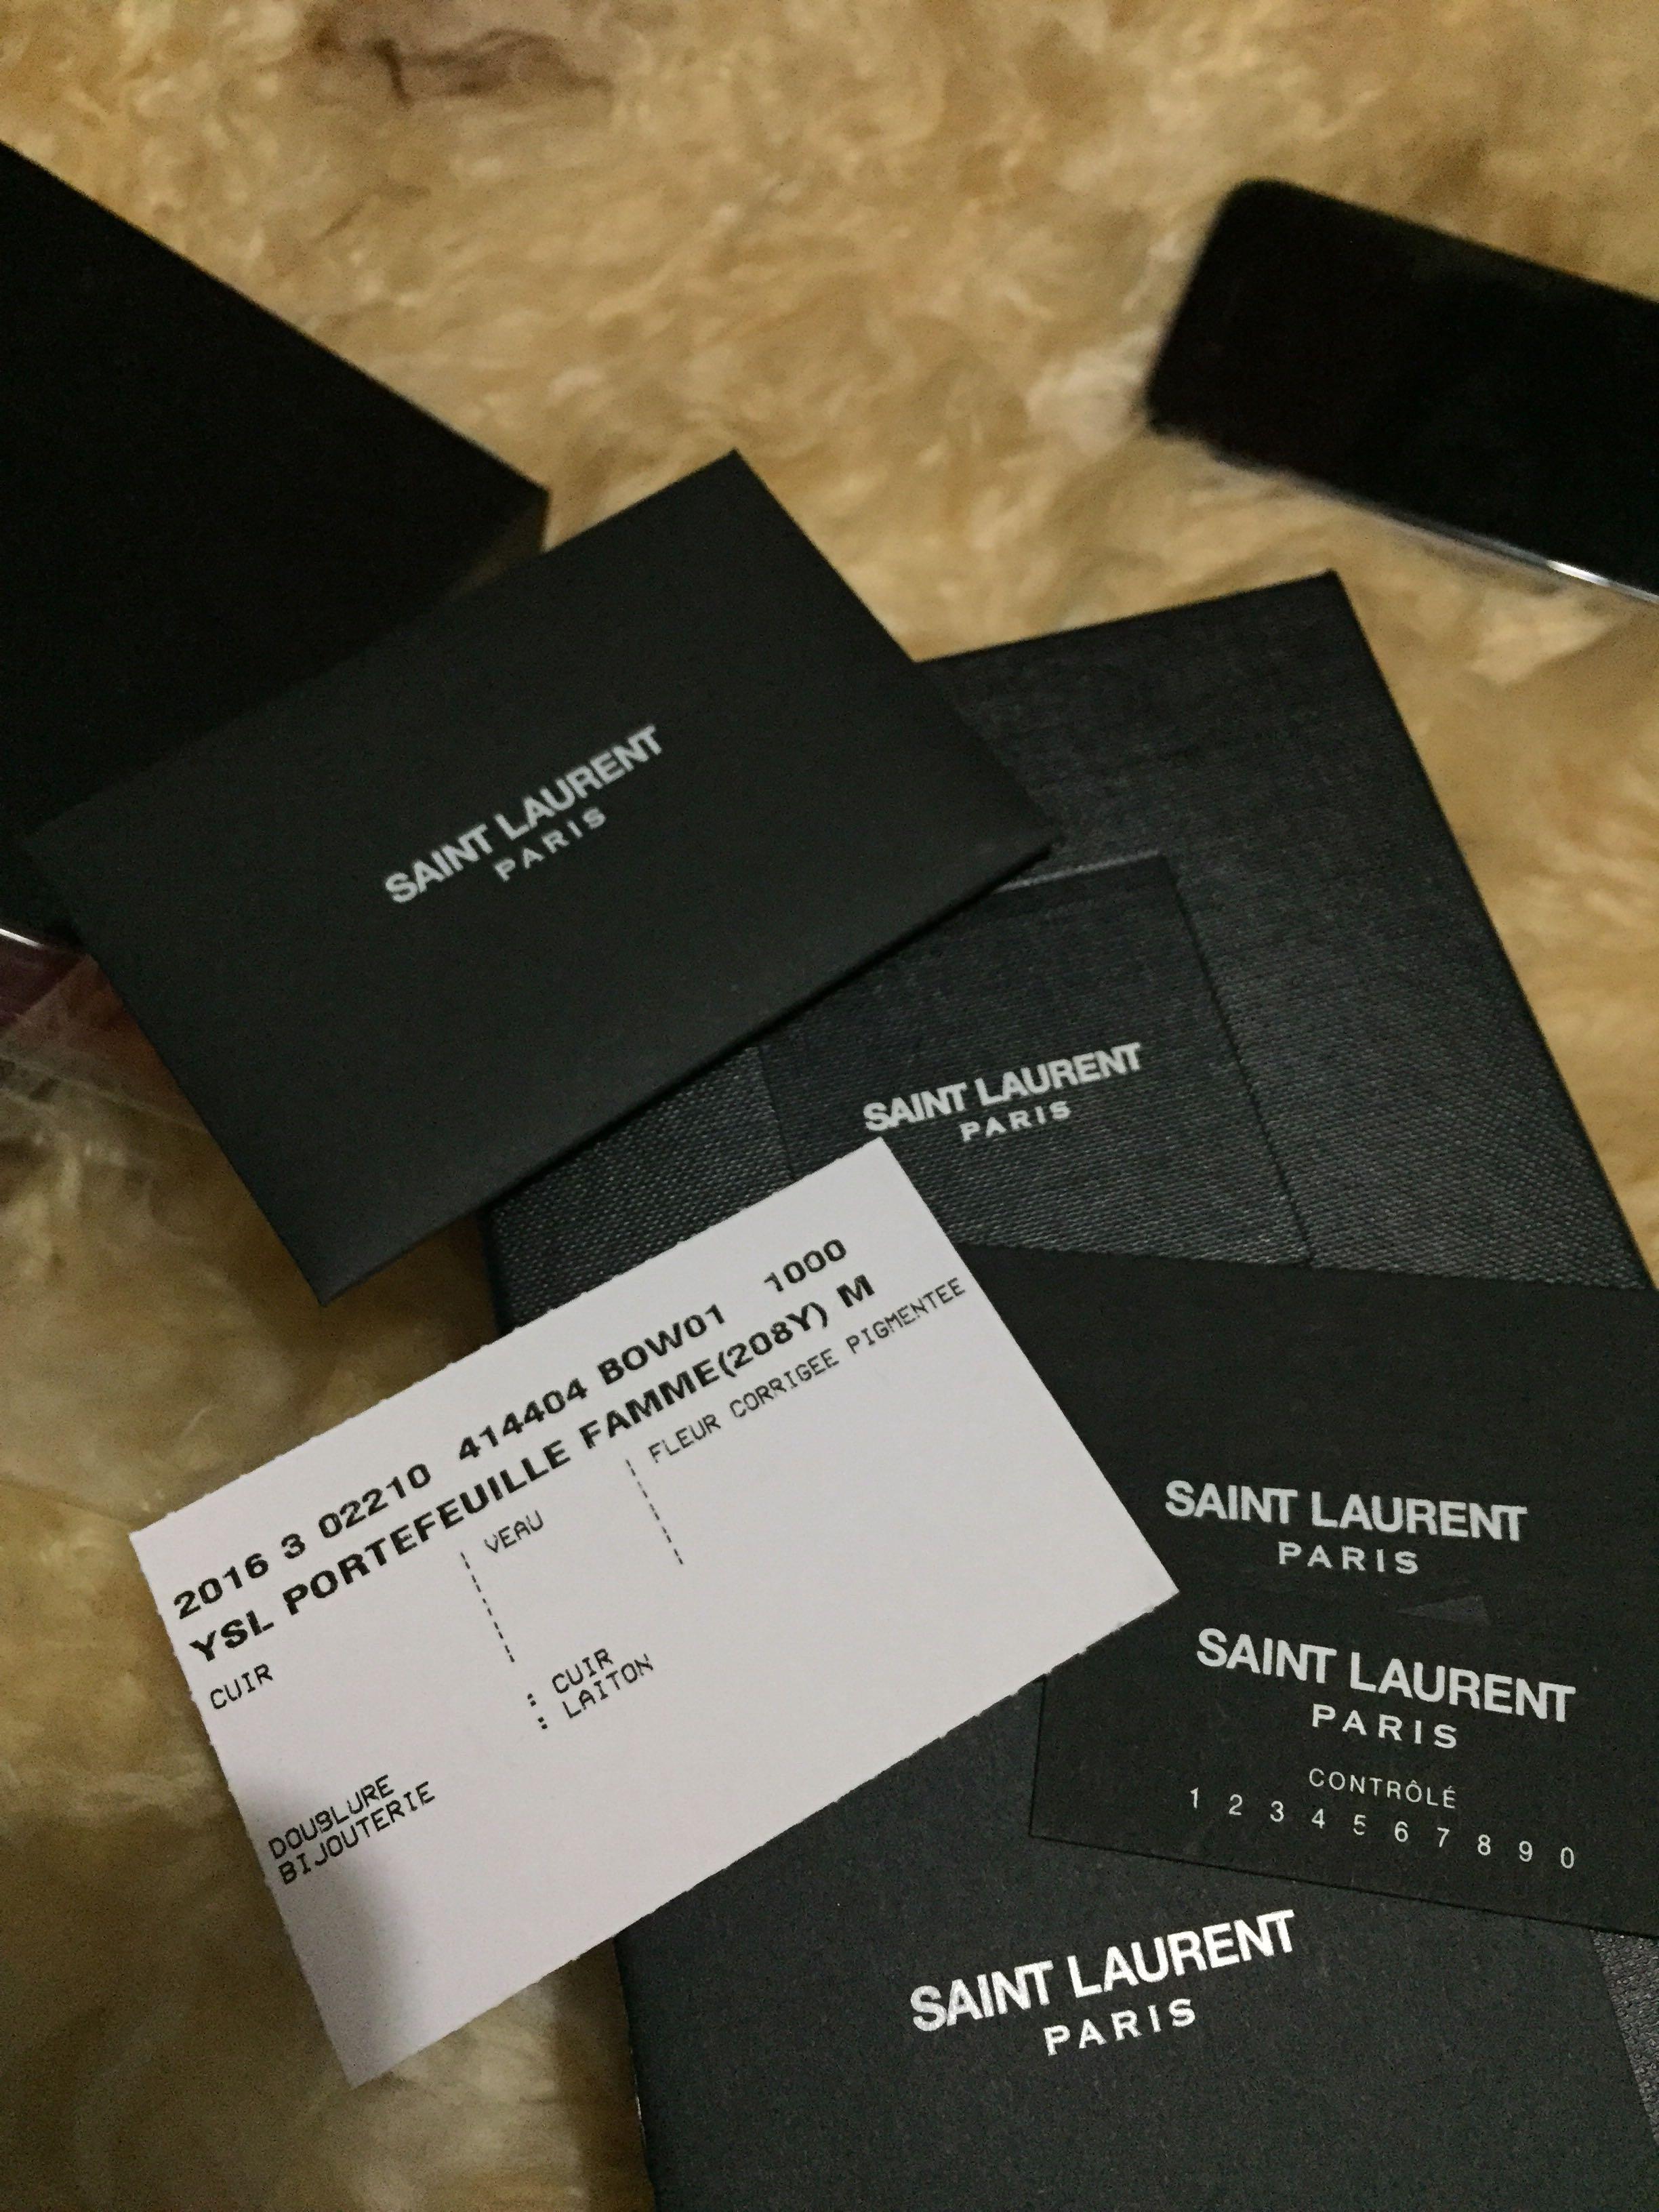 SAINT LAURENT
PARIS
SAINT LAURENT
PARIS
2016 3 02210 414404 BOW01 1000
YSL PORTEFEUILLE FAMME(208Y) M
CUIR VEAU FLEUR CORRIGEE PIGMENTEE
DOUBLURE : CUIR
BIJOUTERIE : LAITON
SAINT LAURENT
PARIS
SAINT LAURENT
PARIS
CONTRÔLÉ
1 2 3 4 5 6 7 8 9 0
SAINT LAURENT
PARIS